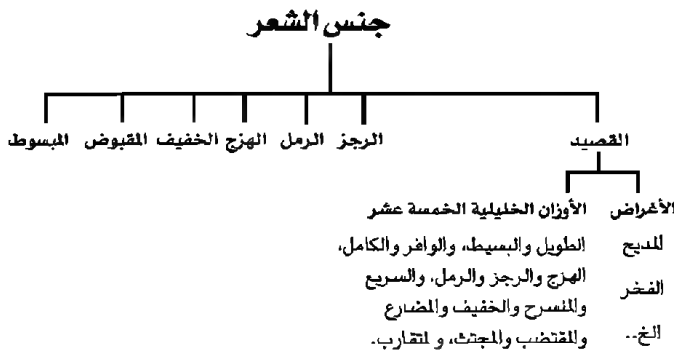 جنس الشعر
القصيد الرجز الرمل الهزج الخفيف المقبوض المبسوط
الأغراض الأوزان الخليلية الخمسة عشر
المديح الطويل والبسيط، والوافر والكامل،
الفخر الهزج والرجز والرمل، والسريع
والمنسرح والخفيف والمضارع
الخ.. والمقتضب والمجتث، والمتقارب.